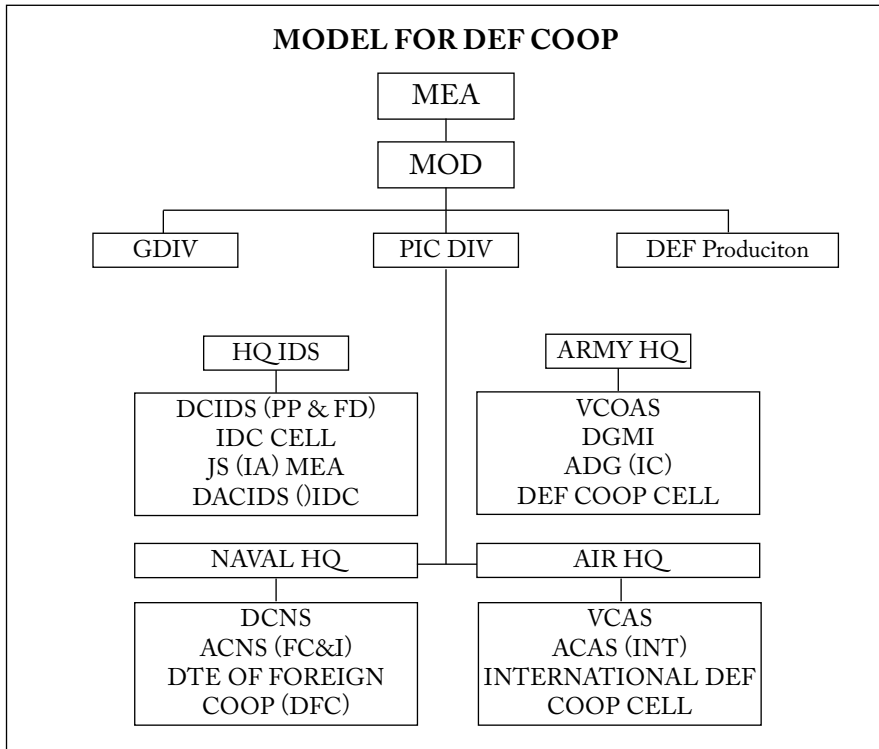 MODEL FOR DEF COOP
MEA
MOD
GDIV
PIC DIV
DEF Produciton
HQ IDS
DCIDS (PP & FD)
IDC CELL
JS (IA) MEA
DACIDS ()IDC
ARMY HQ
VCOAS
DGMI
ADG (IC)
DEF COOP CELL
NAVAL HQ
DCNS
ACNS (FC&I)
DTE OF FOREIGN
COOP (DFC)
AIR HQ
VCAS
ACAS (INT)
INTERNATIONAL DEF
COOP CELL